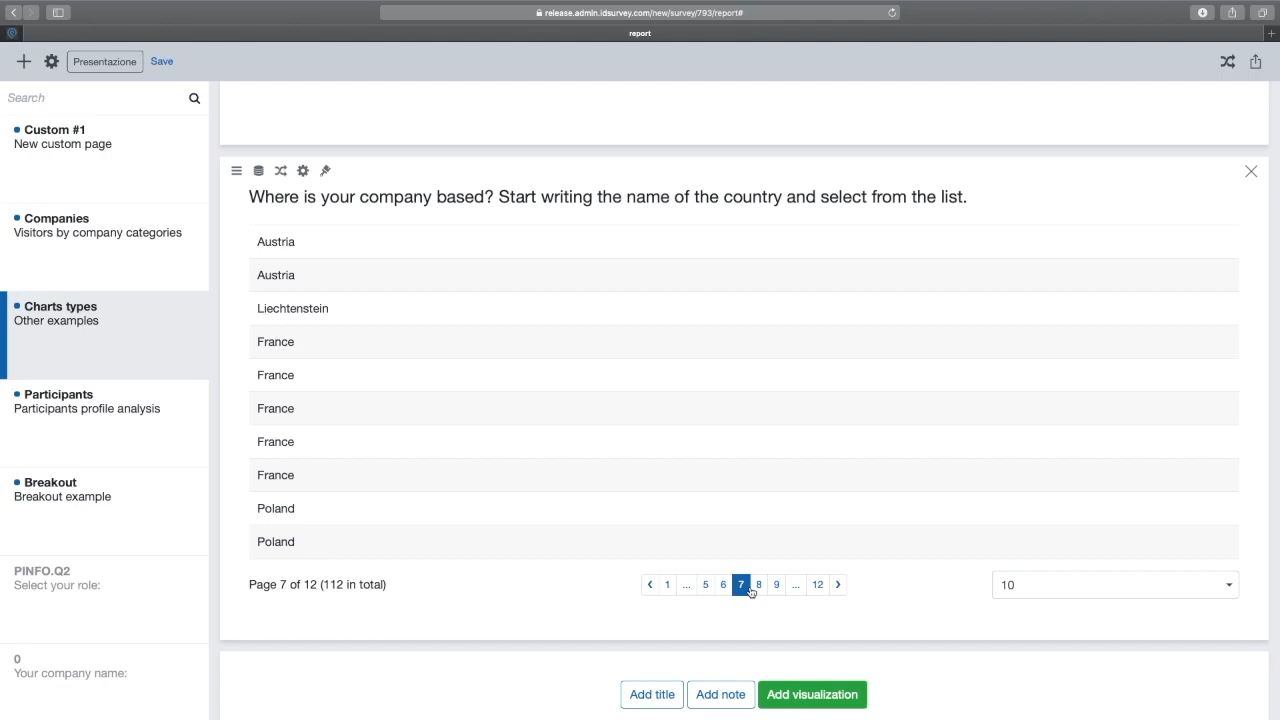 release.admin.idsurvey.com/new/survey/793/report#
report
Presentazione Save
Search
Custom #1
New custom page
Companies
Visitors by company categories
Charts types
Other examples
Participants
Participants profile analysis
Breakout
Breakout example
PINFO.Q2
Select your role:
0
Your company name:
Where is your company based? Start writing the name of the country and select from the list.
Austria
Austria
Liechtenstein
France
France
France
France
France
Poland
Poland
Page 7 of 12 (112 in total)
1 ... 5 6 7 8 9 ... 12
10
Add title Add note Add visualization